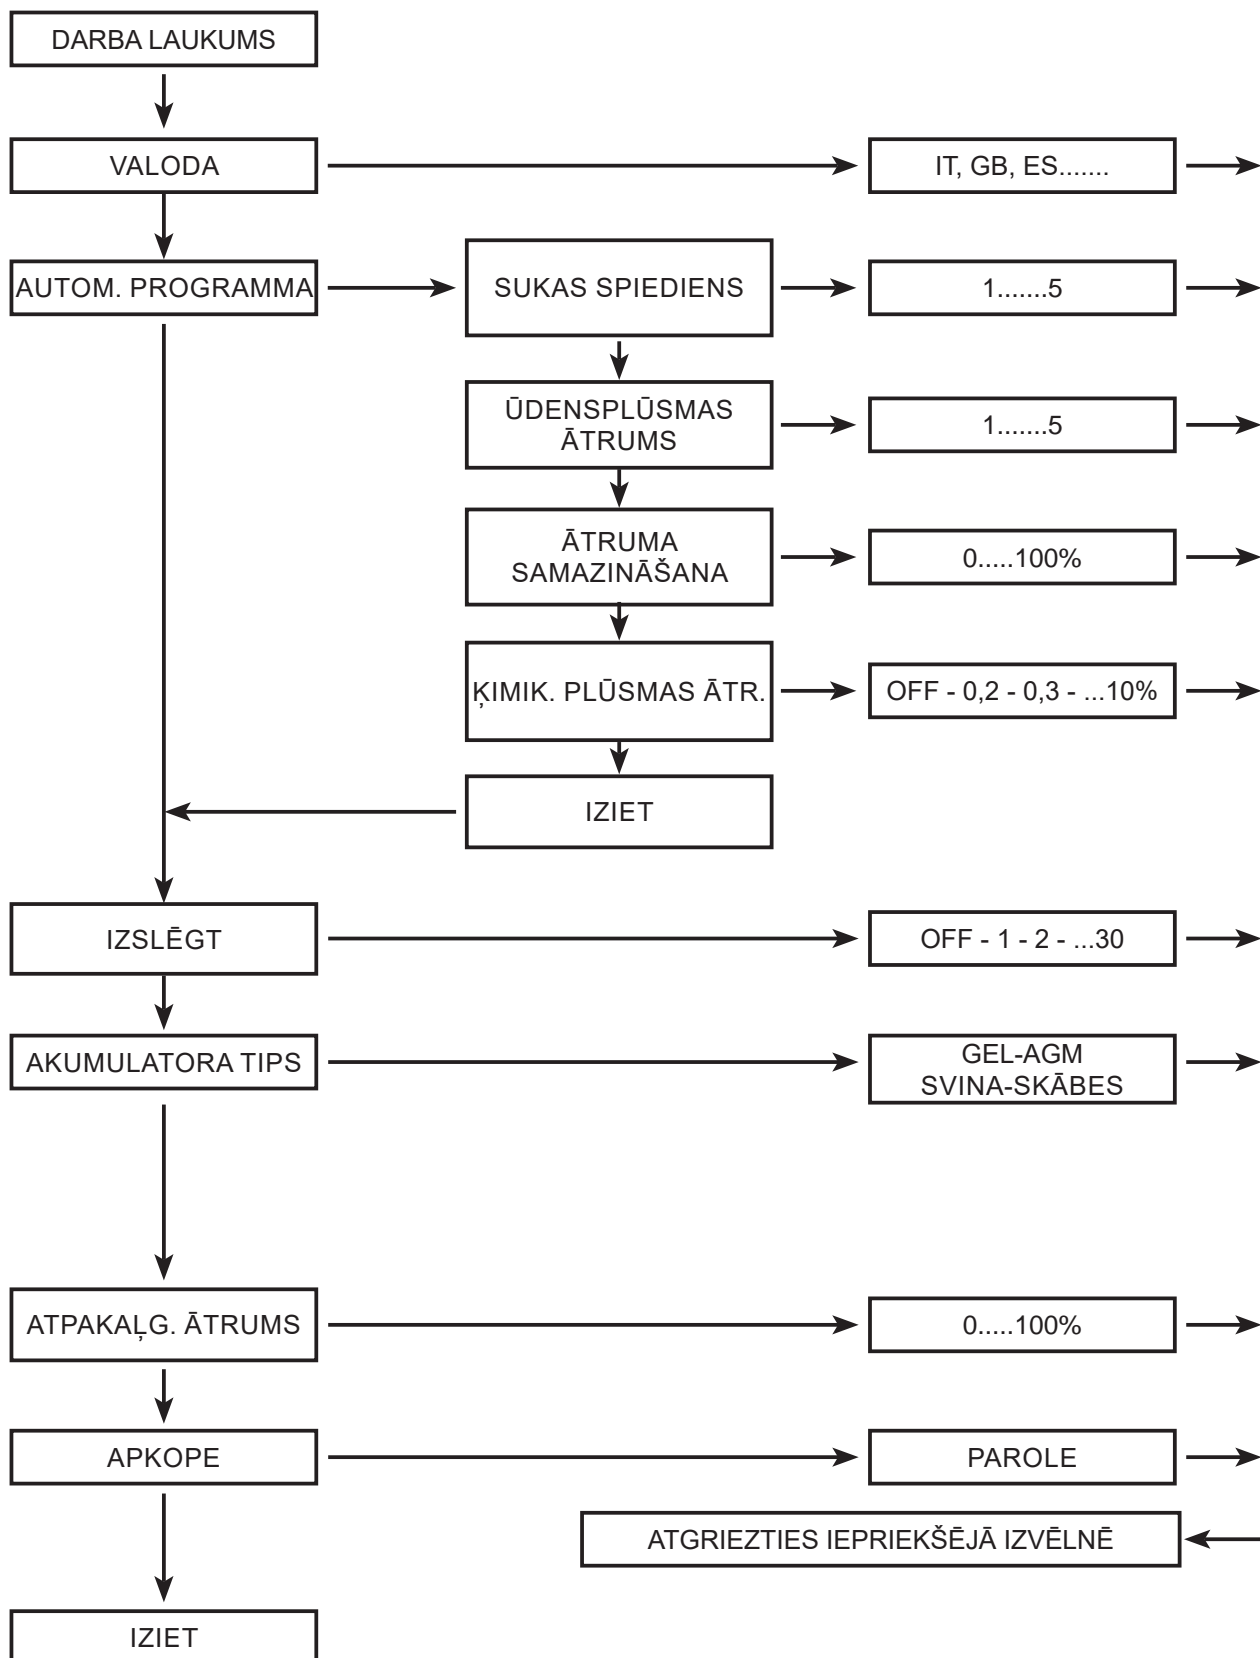 DARBA LAUKUMS
VALODA
IT, GB, ES.......
AUTOM. PROGRAMMA
SUKAS SPIEDIENS
1.......5
ŪDENSPLŪSMAS
ĀTRUMS
1.......5
ĀTRUMA
SAMAZINĀŠANA
0.....100%
ĶIMIK. PLŪSMAS ĀTR.
OFF - 0,2 - 0,3 - ...10%
IZIET
IZSLĒGT
OFF - 1 - 2 - ...30
AKUMULATORA TIPS
GEL-AGM
SVINA-SKĀBES
ATPAKAĻG. ĀTRUMS
0.....100%
APKOPE
PAROLE
ATGRIEZTIES IEPRIEKŠĒJĀ IZVĒLNĒ
IZIET